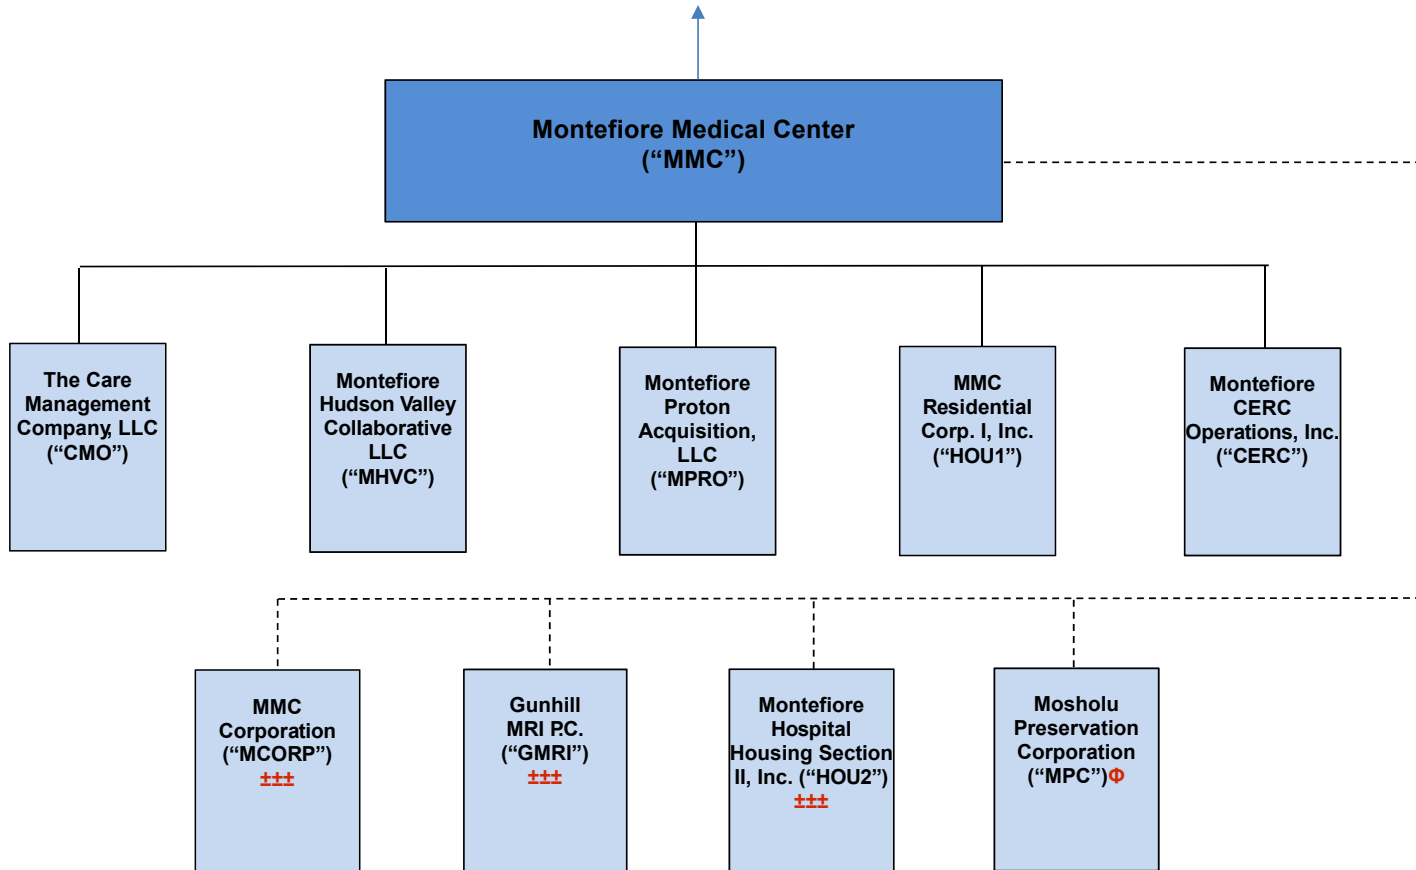 Montefiore Medical Center
(“MMC”)
The Care
Management
Company, LLC
(“CMO”)
Montefiore
Hudson Valley
Collaborative
LLC
(“MHVC”)
Montefiore
Proton
Acquisition,
LLC
(“MPRO”)
MMC
Residential
Corp. I, Inc.
(“HOU1”)
Montefiore
CERC
Operations, Inc.
(“CERC”)
MMC
Corporation
(“MCORP”)
±±±
Gunhill
MRI P.C.
(“GMRI”)
±±±
Montefiore
Hospital
Housing Section
II, Inc. (“HOU2”)
±±±
Mosholu
Preservation
Corporation
(“MPC”)Φ